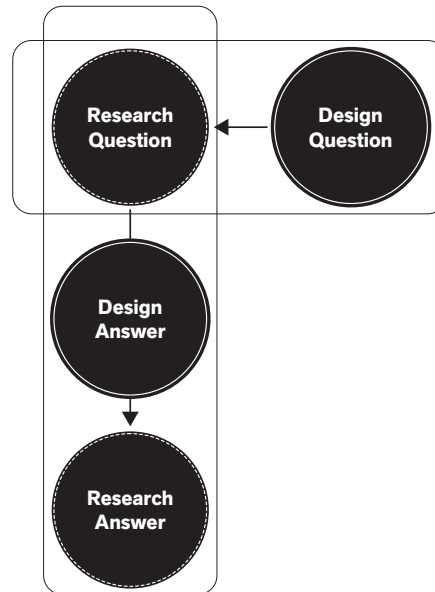 Research
Question
Design
Question
Design
Answer
Research
Answer